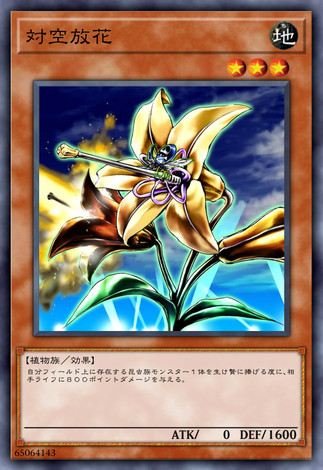 対空放花
地
【植物族／効果】
自分フィールド上に存在する昆虫族モンスター１体を生け贄に捧げる度に、相
手ライフに８００ポイントダメージを与える。
ATK/ 0 DEF/1600
65064143